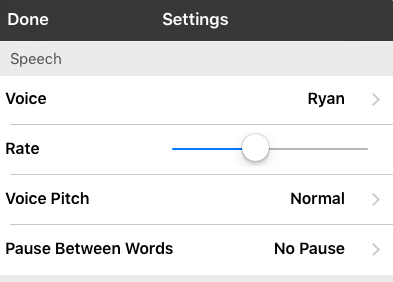 Done Settings
Speech
Voice Ryan
Rate
Voice Pitch Normal
Pause Between Words No Pause